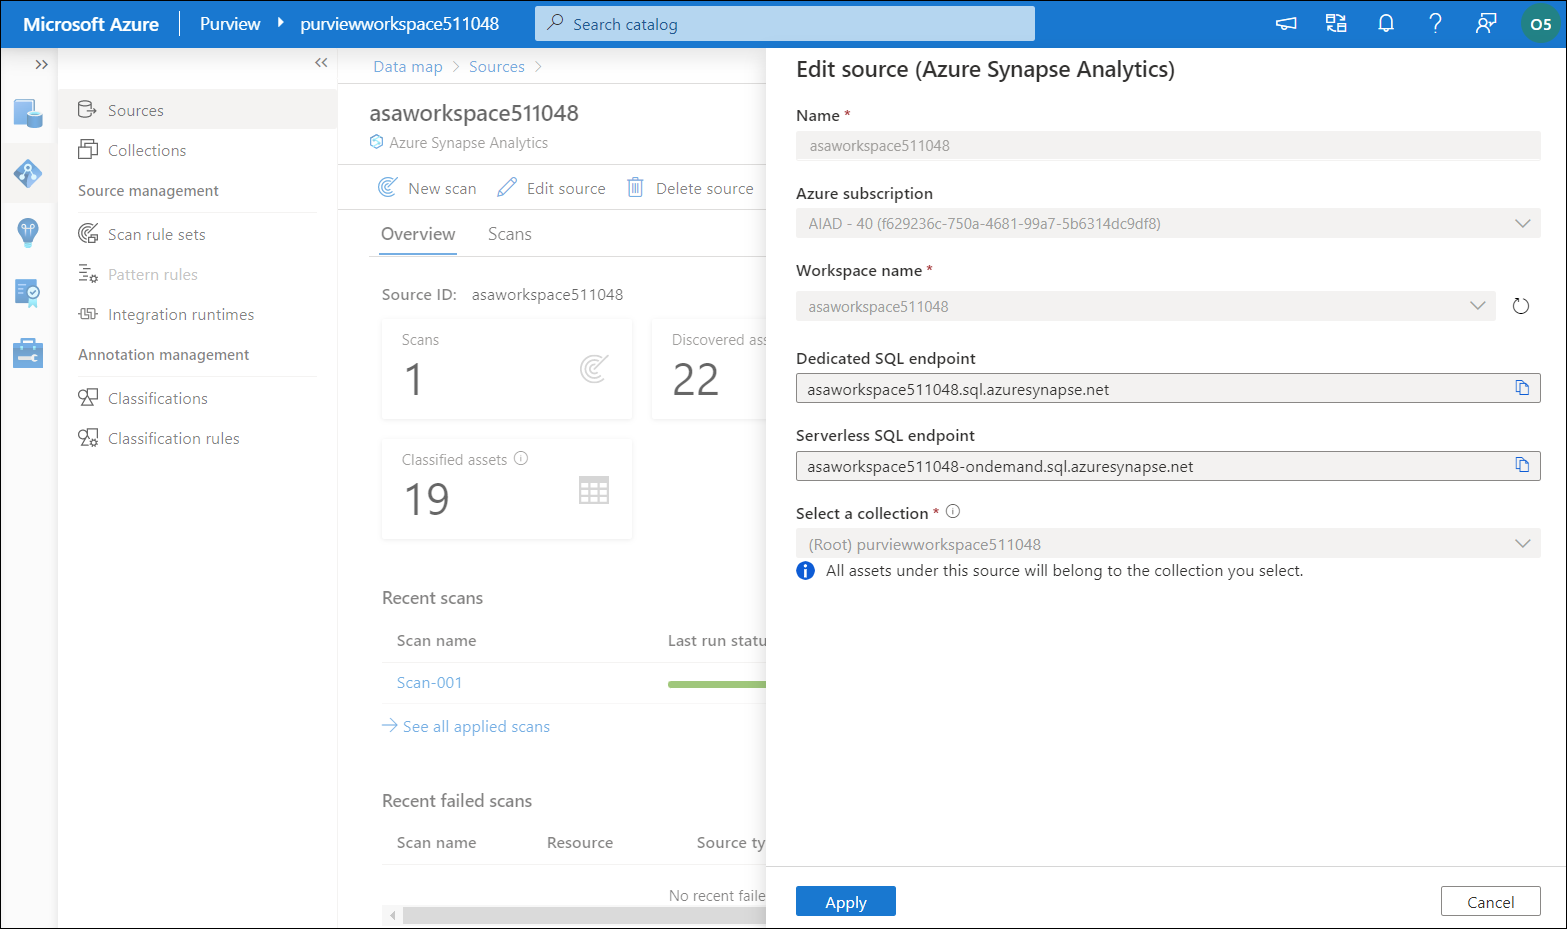 Microsoft Azure
Purview
purviewworkspace511048
Search catalog
O5
Sources
Collections
Source management
Scan rule sets
Pattern rules
Integration runtimes
Annotation management
Classifications
Classification rules
Data map
Sources
asaworkspace511048
Azure Synapse Analytics
New scan
Edit source
Delete source
Overview
Scans
Source ID: asaworkspace511048
Scans
1
Discovered ass
22
Classified assets
19
Recent scans
Scan name
Last run statu
Scan-001
See all applied scans
Recent failed scans
Scan name
Resource
Source ty
No recent faile
Edit source (Azure Synapse Analytics)
Name *
asaworkspace511048
Azure subscription
AIAD - 40 (f629236c-750a-4681-99a7-5b6314dc9df8)
Workspace name *
asaworkspace511048
Dedicated SQL endpoint
asaworkspace511048.sql.azuresynapse.net
Serverless SQL endpoint
asaworkspace511048-ondemand.sql.azuresynapse.net
Select a collection *
(Root) purviewworkspace511048
All assets under this source will belong to the collection you select.
Apply
Cancel